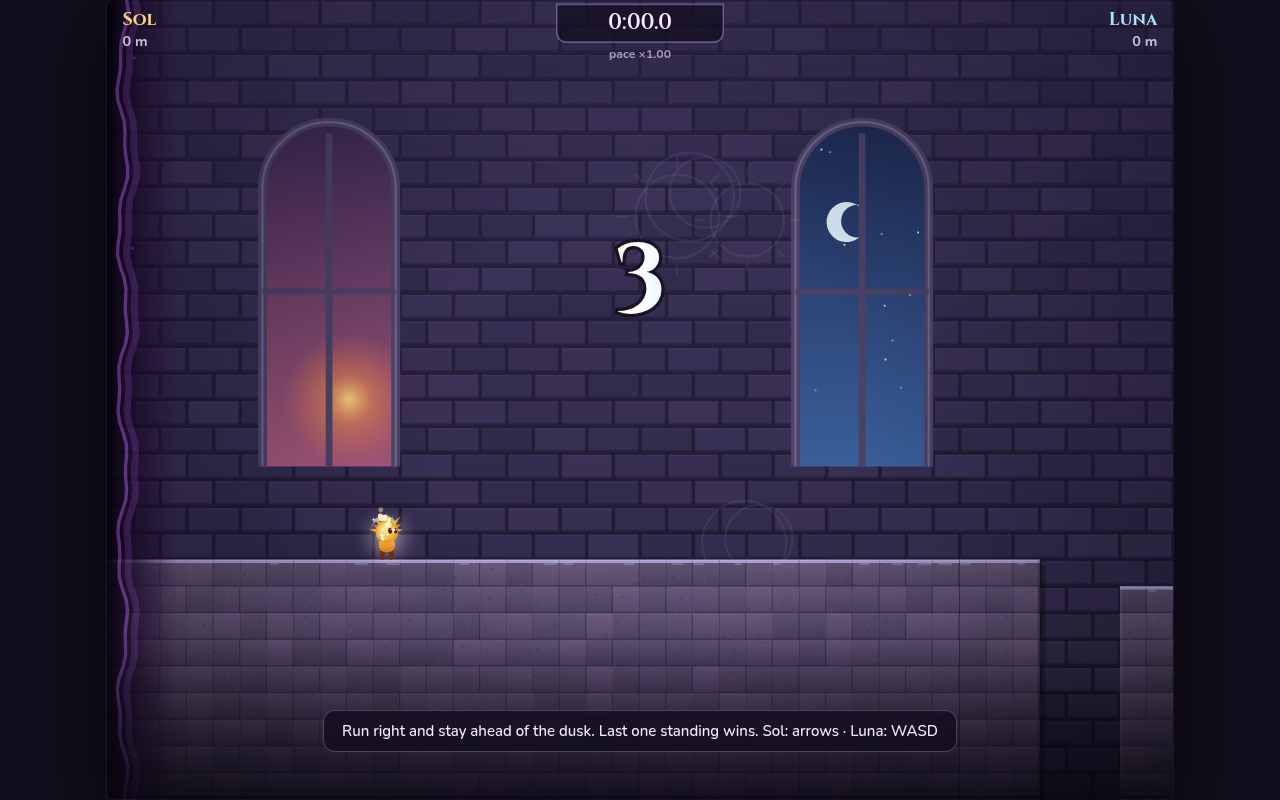 Sol
0 m
0:00.0
pace ×1.00
Luna
0 m
3
Run right and stay ahead of the dusk. Last one standing wins. Sol: arrows · Luna: WASD